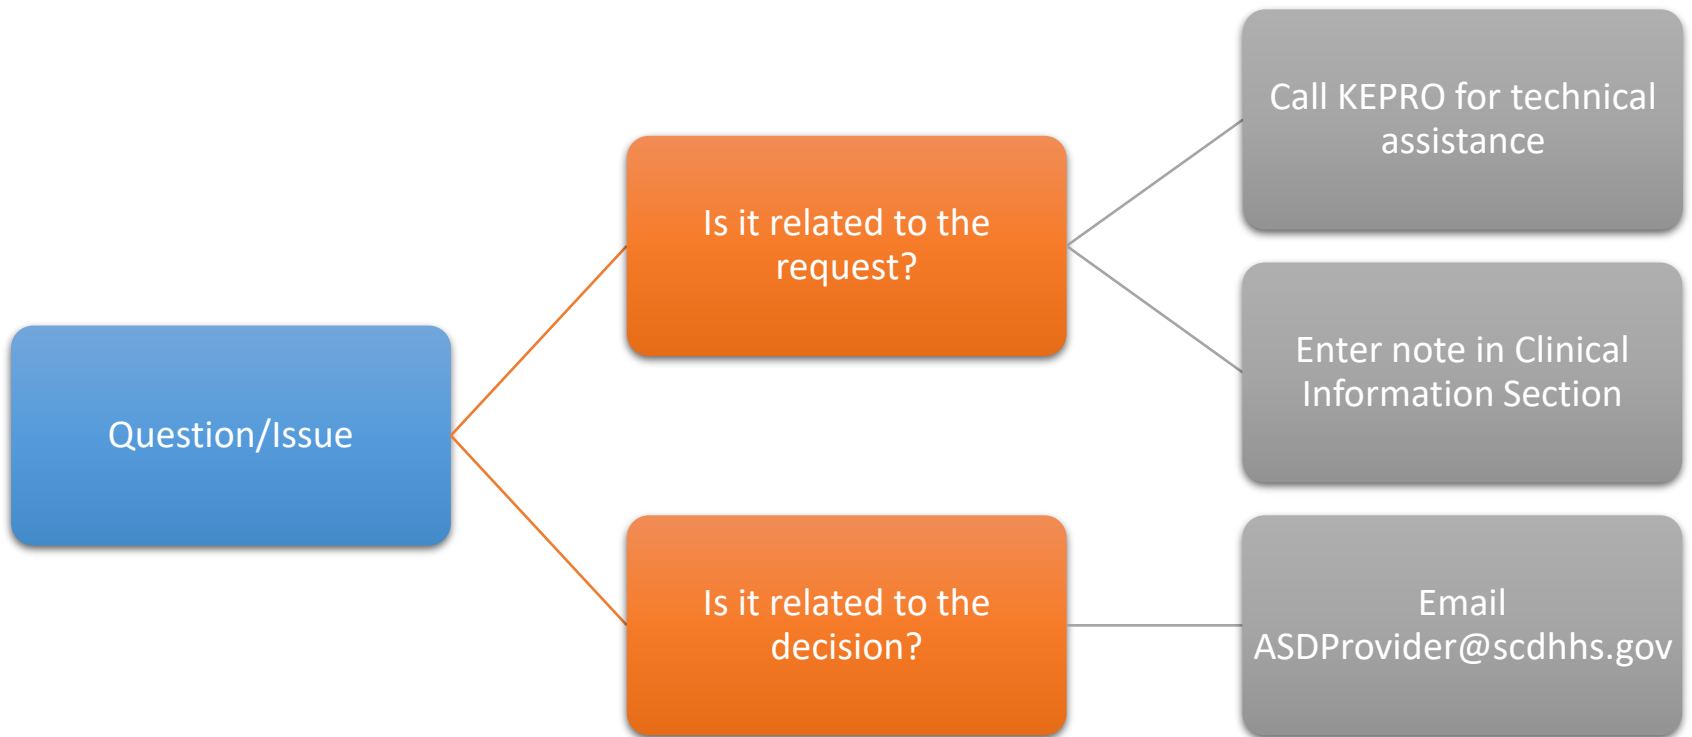 Question/Issue
Is it related to the
request?
Call KEPRO for technical
assistance
Enter note in Clinical
Information Section
Is it related to the
decision?
Email
ASDProvider@scdhhs.gov